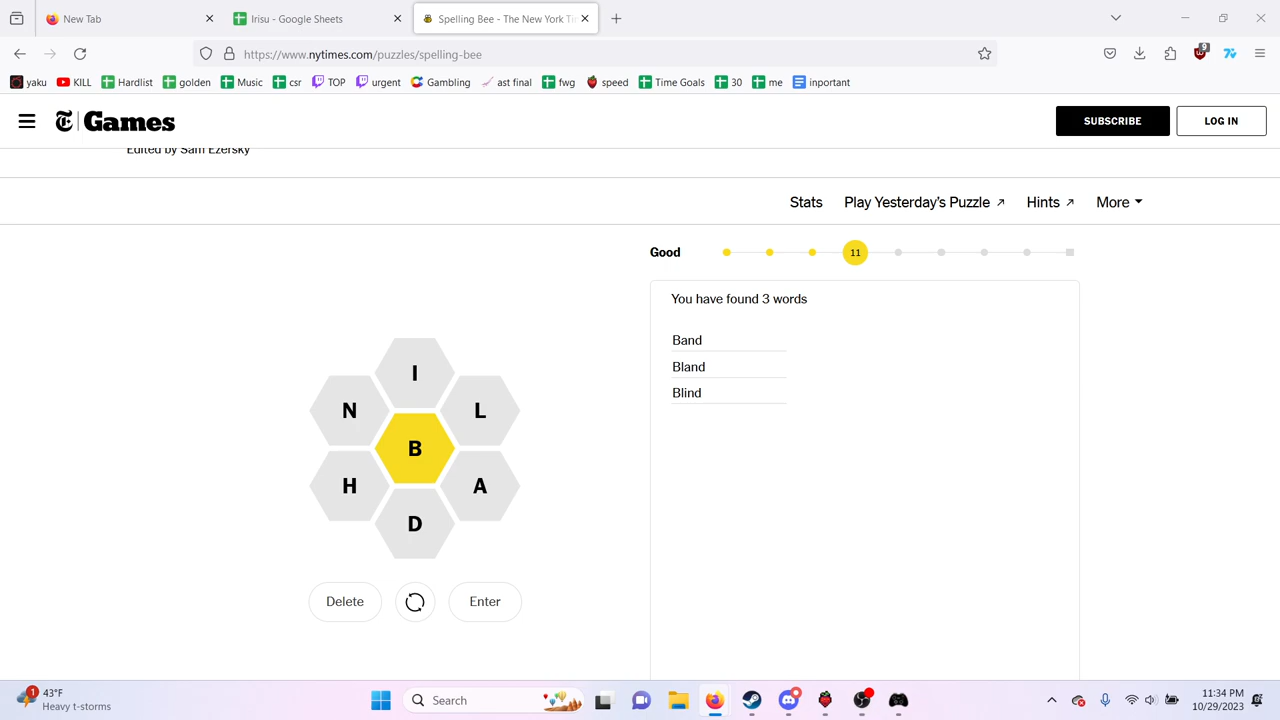 New Tab
Irisu - Google Sheets
Spelling Bee - The New York Ti
https://www.nytimes.com/puzzles/spelling-bee
9
yaku
KILL
Hardlist
golden
Music
csr
TOP
urgent
Gambling
ast final
fwg
speed
Time Goals
30
me
inportant
T Games
SUBSCRIBE
LOG IN
Edited by Sam Ezersky
Stats
Play Yesterday's Puzzle
Hints
More
Good
11
You have found 3 words
Band
Bland
Blind
I
N
L
B
H
A
D
Delete
Enter
1
43°F
Heavy t-storms
Search
11:34 PM
10/29/2023